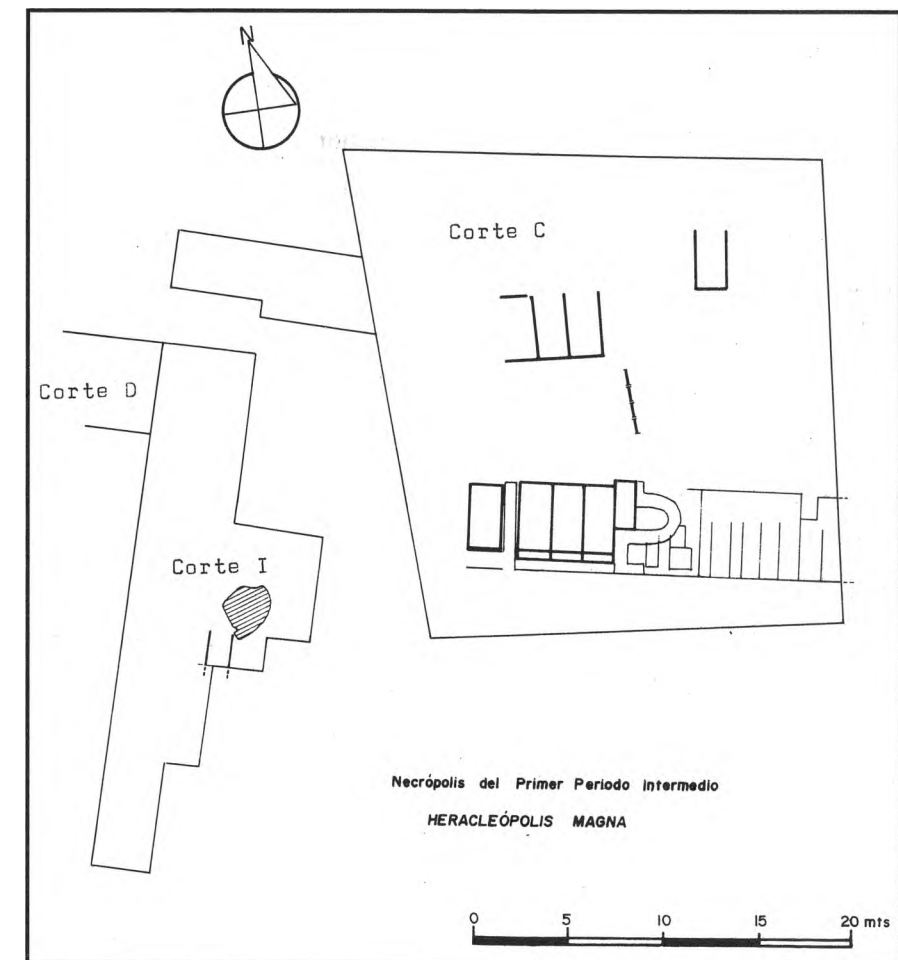 N
Corte C
Corte D
Corte I
Necrópolis del Primer Periodo Intermedio
HERACLEÓPOLIS MAGNA
0 5 10 15 20 mts